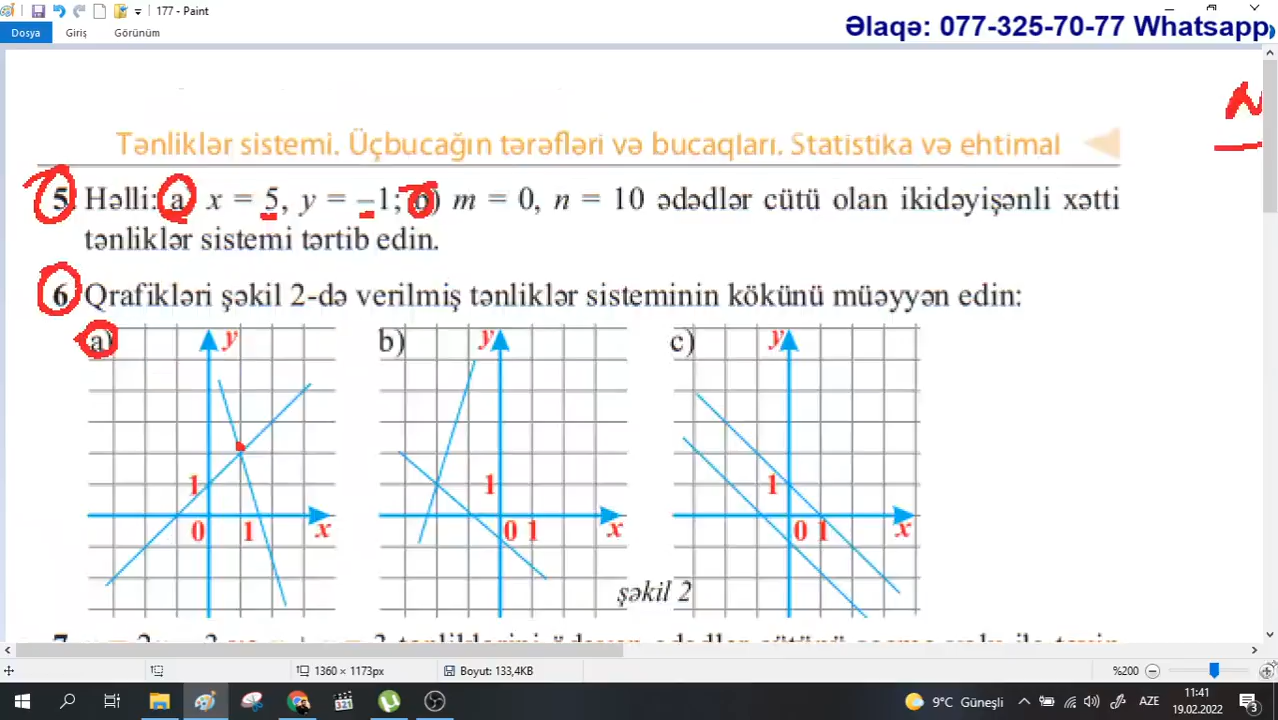 177 - Paint
Əlaqə: 077-325-70-77 Whatsapp
Dosya Giriş Görünüm
Tənliklər sistemi. Üçbucağın tərəfləri və bucaqları. Statistika və ehtimal
5. Həlli: a) x = 5, y = –1; b) m = 0, n = 10 ədədlər cütü olan ikidəyişənli xətti
tənliklər sistemi tərtib edin.
6. Qrafikləri şəkil 2-də verilmiş tənliklər sisteminin kökünü müəyyən edin:
a) y b) y c) y
1 1 1
0 1 x 0 1 x 0 1 x
şəkil 2
1360 × 1173px Boyut: 133,4KB %200
9°C Güneşli AZE 11:41
19.02.2022 3